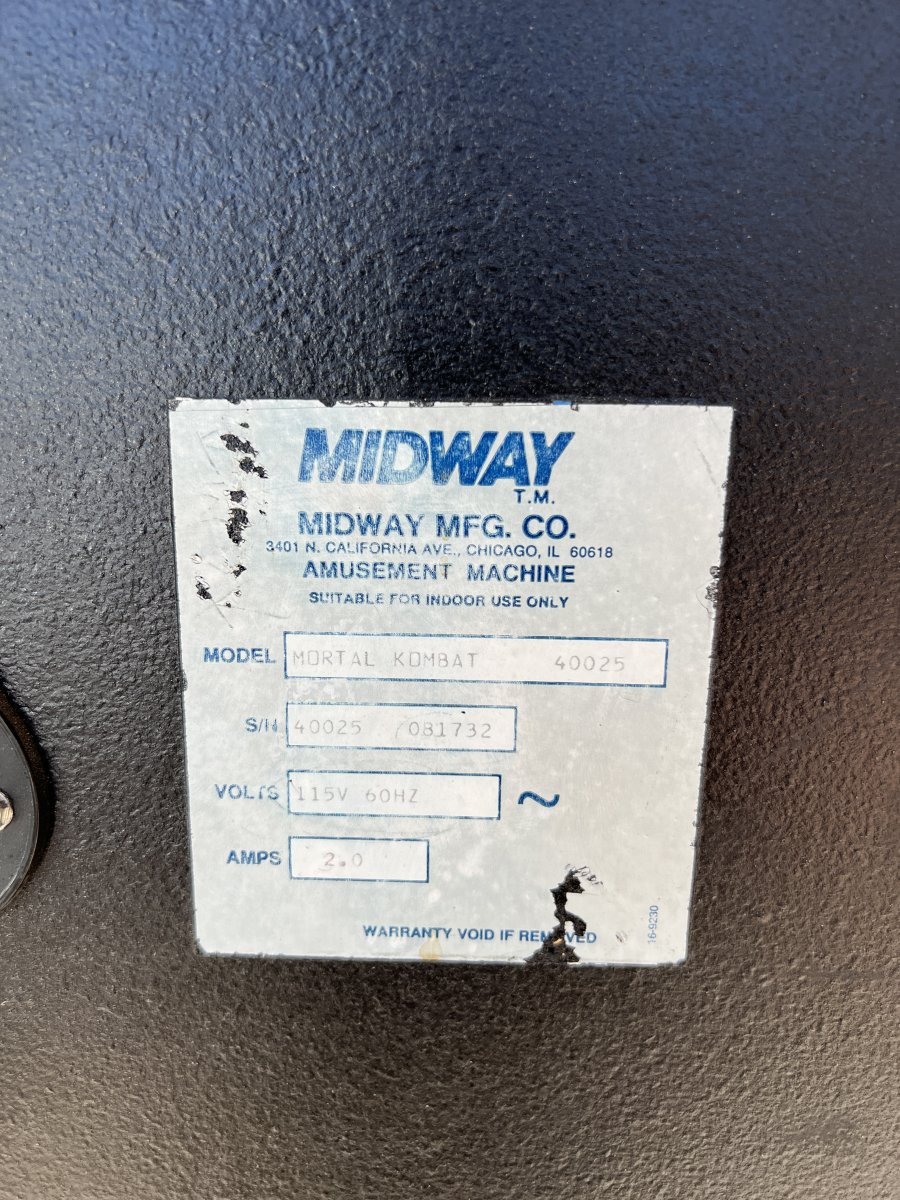 MIDWAY
T.M.
MIDWAY MFG. CO.
3401 N. CALIFORNIA AVE., CHICAGO, IL 60618
AMUSEMENT MACHINE
SUITABLE FOR INDOOR USE ONLY
MODEL MORTAL KOMBAT 40025
S/N 40025 /081732
VOLTS 115V 60HZ ~
AMPS 2.0
WARRANTY VOID IF REMOVED
16-9230